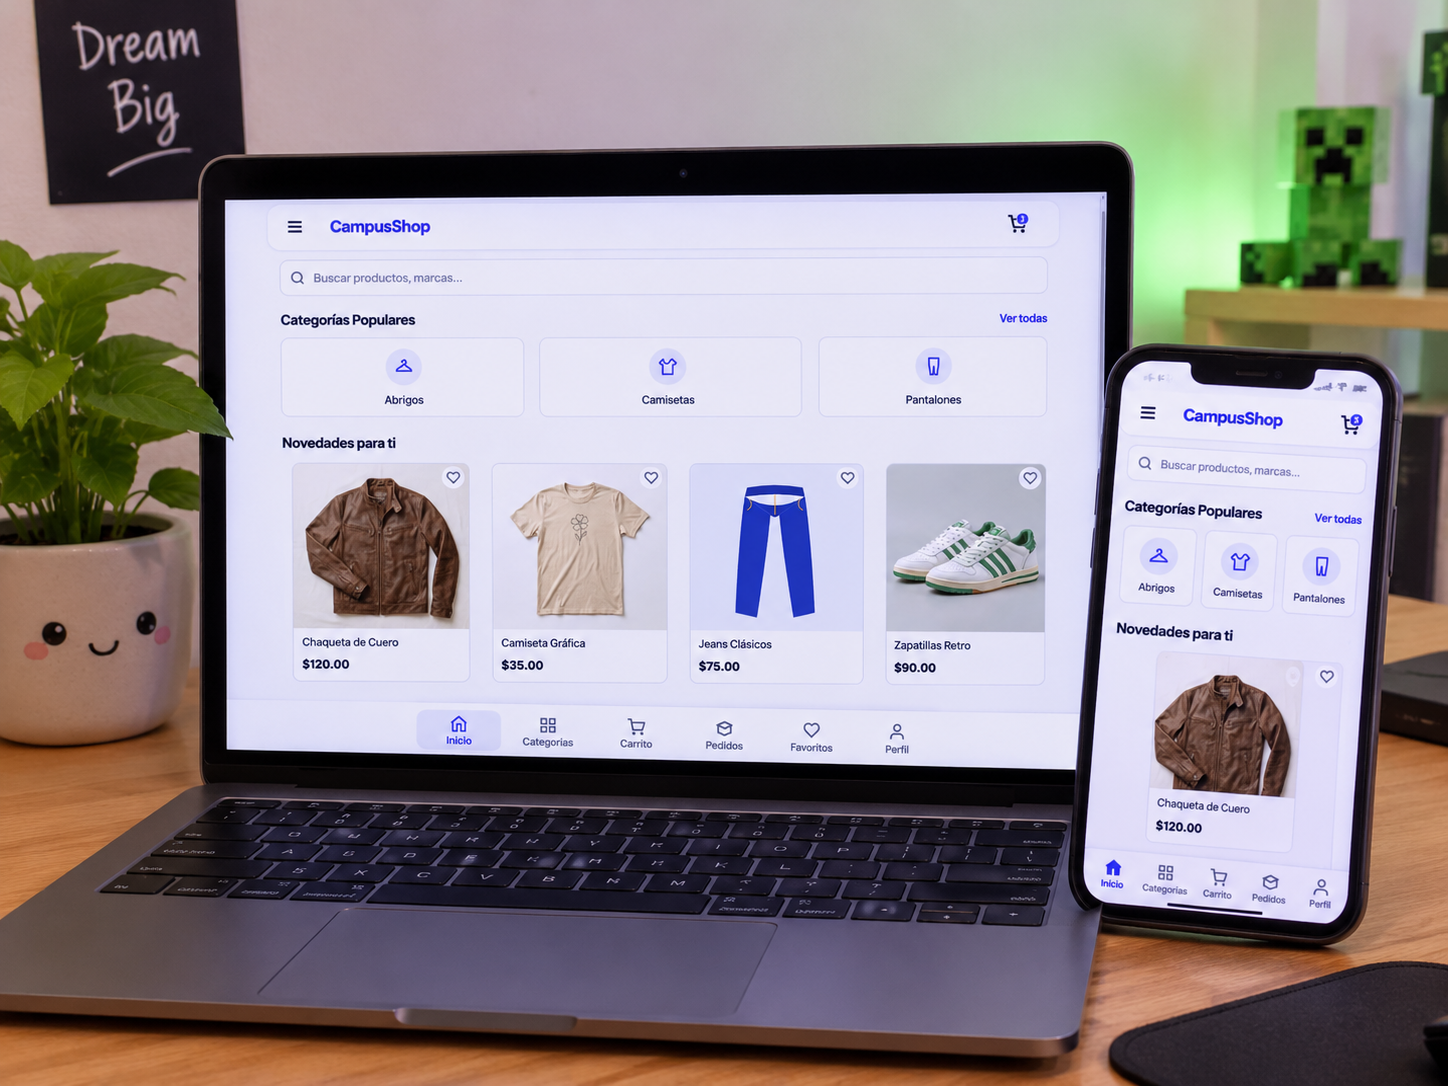 Dream
Big
CampusShop
3
Buscar productos, marcas...
Categorías Populares
Ver todas
Abrigos
Camisetas
Pantalones
Novedades para ti
Chaqueta de Cuero
$120.00
Camiseta Gráfica
$35.00
Jeans Clásicos
$75.00
Zapatillas Retro
$90.00
Inicio
Categorías
Carrito
Pedidos
Favoritos
Perfil
CampusShop
3
Buscar productos, marcas...
Categorías Populares
Ver todas
Abrigos
Camisetas
Pantalones
Novedades para ti
Chaqueta de Cuero
$120.00
Inicio
Categorías
Carrito
Pedidos
Perfil